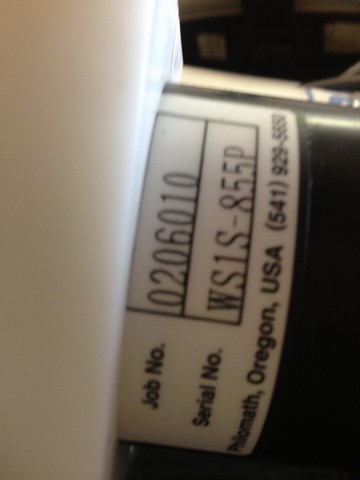 Job No. 0206010
Serial No. WS1S-855P
Philomath, Oregon, USA (541) 929-